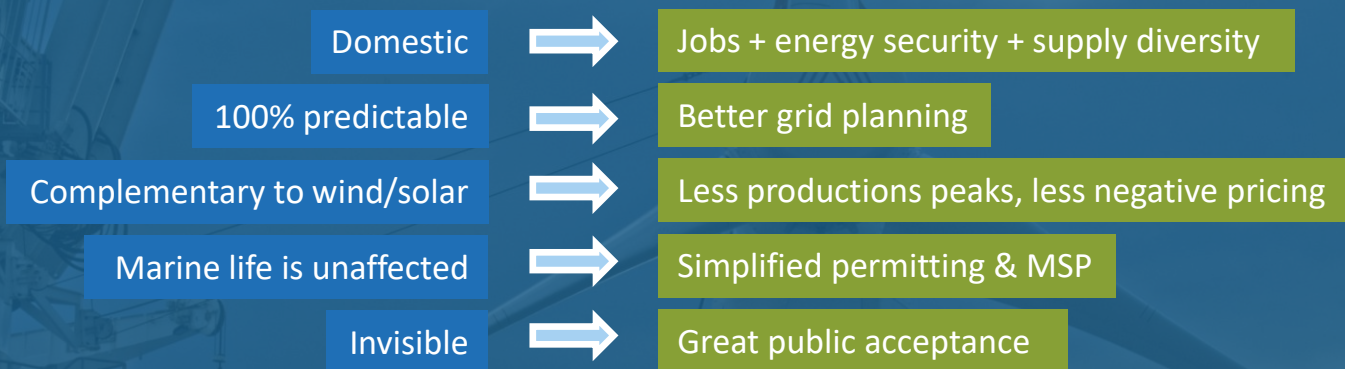 Domestic
Jobs + energy security + supply diversity
100% predictable
Better grid planning
Complementary to wind/solar
Less productions peaks, less negative pricing
Marine life is unaffected
Simplified permitting & MSP
Invisible
Great public acceptance